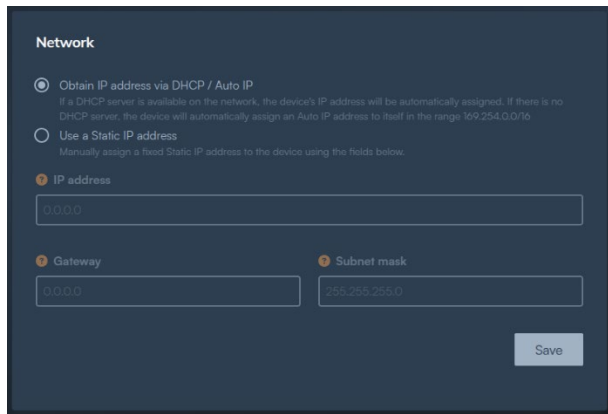 Network
Obtain IP address via DHCP / Auto IP
If a DHCP server is available on the network, the device's IP address will be automatically assigned. If there is no
DHCP server, the device will automatically assign an Auto IP address to itself in the range 169.254.0.0/16
Use a Static IP address
Manually assign a fixed Static IP address to the device using the fields below.
? IP address
0.0.0.0
? Gateway
? Subnet mask
0.0.0.0
255.255.255.0
Save